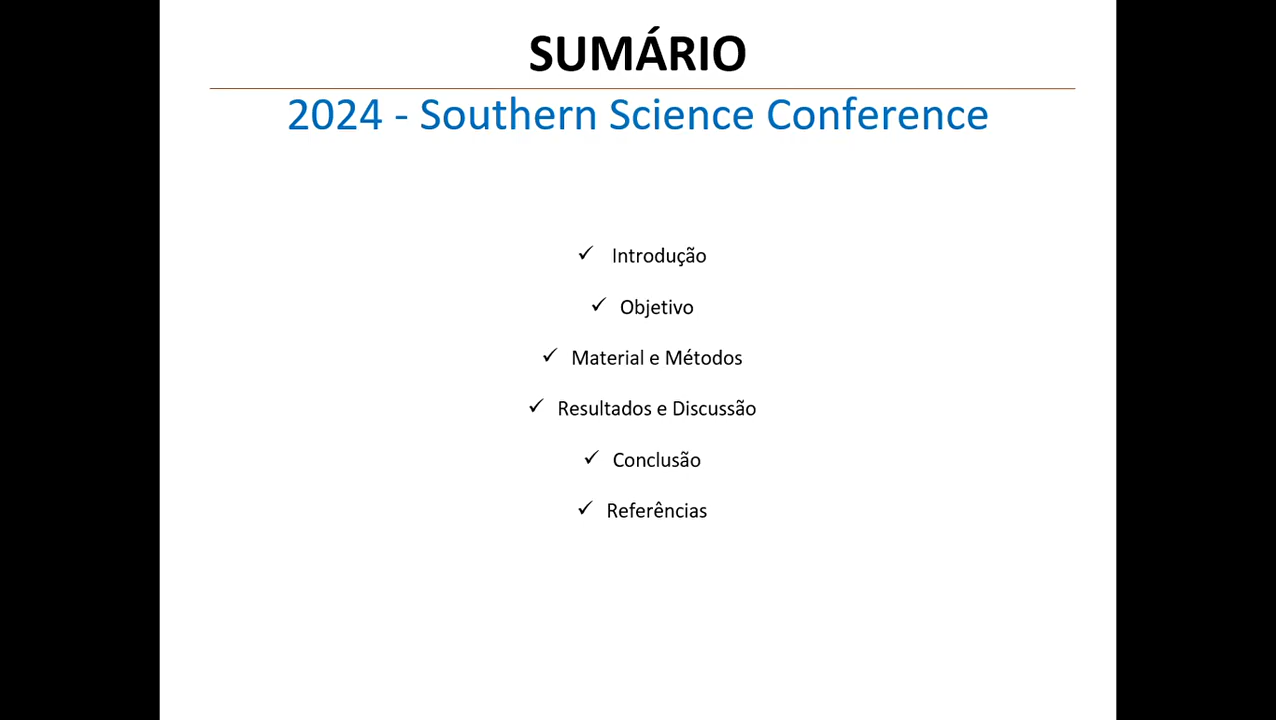 SUMÁRIO
2024 - Southern Science Conference
✓ Introdução
✓ Objetivo
✓ Material e Métodos
✓ Resultados e Discussão
✓ Conclusão
✓ Referências